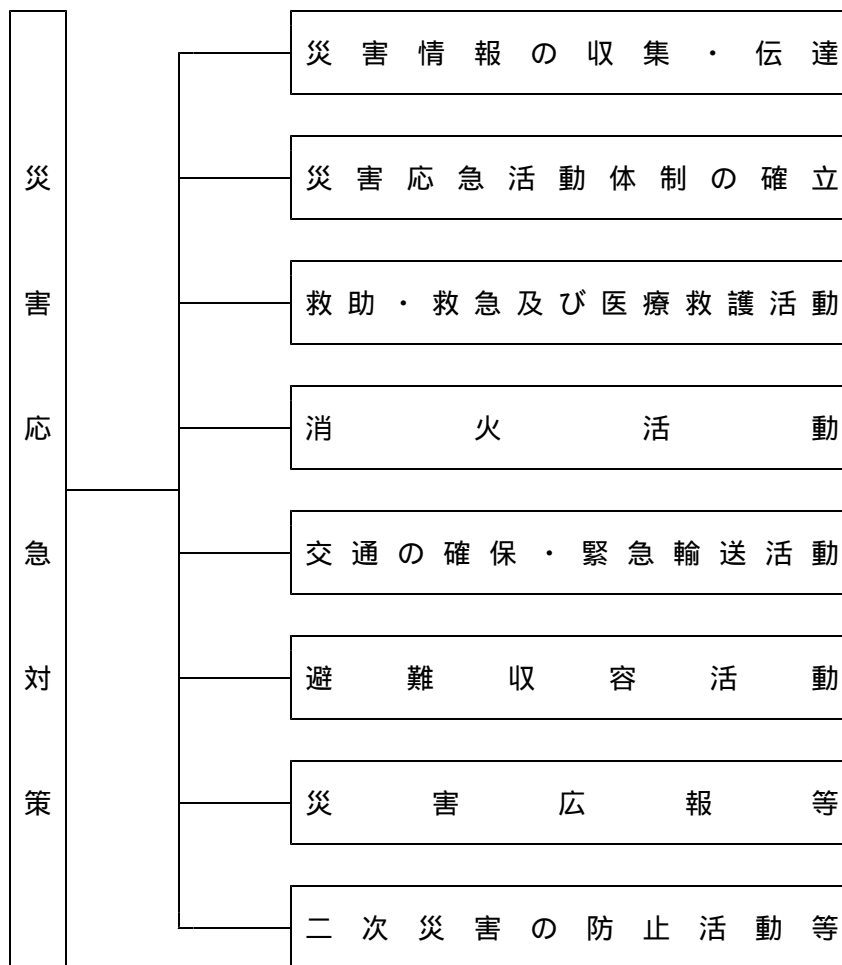 災害応急対策
災害情報の収集・伝達
災害応急活動体制の確立
救助・救急及び医療救護活動
消火活動
交通の確保・緊急輸送活動
避難収容活動
災害広報等
二次災害の防止活動等